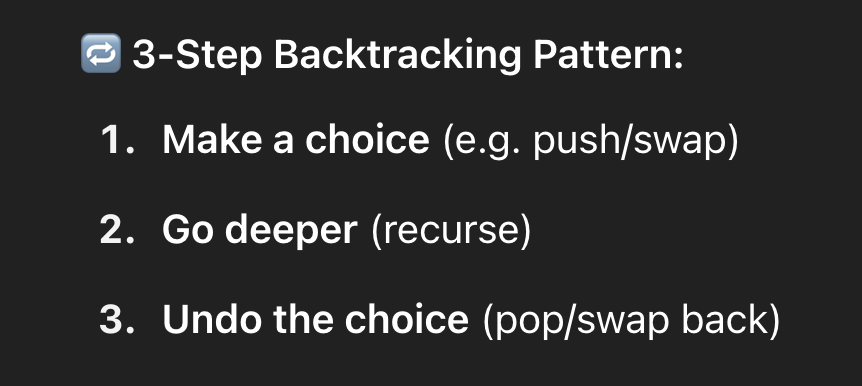 🔁 3-Step Backtracking Pattern:
1. Make a choice (e.g. push/swap)
2. Go deeper (recurse)
3. Undo the choice (pop/swap back)